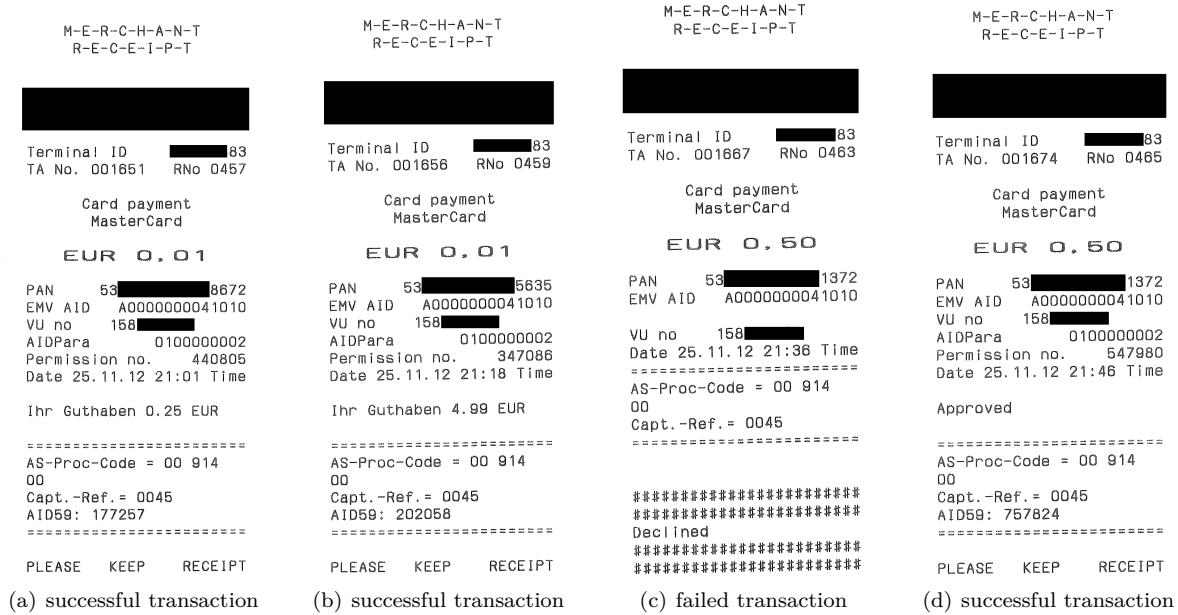 M-E-R-C-H-A-N-T
R-E-C-E-I-P-T
Terminal ID 83
TA No. 001651 RNo 0457
Card payment
MasterCard
EUR 0,01
PAN 53 8672
EMV AID A0000000041010
VU no 158
AIDPara 0100000002
Permission no. 440805
Date 25.11.12 21:01 Time
Ihr Guthaben 0.25 EUR
=========================
AS-Proc-Code = 00 914
00
Capt.-Ref.= 0045
AID59: 177257
=========================
PLEASE KEEP RECEIPT
(a) successful transaction
M-E-R-C-H-A-N-T
R-E-C-E-I-P-T
Terminal ID 83
TA No. 001656 RNo 0459
Card payment
MasterCard
EUR 0,01
PAN 53 5635
EMV AID A0000000041010
VU no 158
AIDPara 0100000002
Permission no. 347086
Date 25.11.12 21:18 Time
Ihr Guthaben 4.99 EUR
=========================
AS-Proc-Code = 00 914
00
Capt.-Ref.= 0045
AID59: 202058
=========================
PLEASE KEEP RECEIPT
(b) successful transaction
M-E-R-C-H-A-N-T
R-E-C-E-I-P-T
Terminal ID 83
TA No. 001667 RNo 0463
Card payment
MasterCard
EUR 0,50
PAN 53 1372
EMV AID A0000000041010
VU no 158
Date 25.11.12 21:36 Time
=========================
AS-Proc-Code = 00 914
00
Capt.-Ref.= 0045
=========================
########################
########################
Declined
########################
########################
(c) failed transaction
M-E-R-C-H-A-N-T
R-E-C-E-I-P-T
Terminal ID 83
TA No. 001674 RNo 0465
Card payment
MasterCard
EUR 0,50
PAN 53 1372
EMV AID A0000000041010
VU no 158
AIDPara 0100000002
Permission no. 547980
Date 25.11.12 21:46 Time
Approved
=========================
AS-Proc-Code = 00 914
00
Capt.-Ref.= 0045
AID59: 757824
=========================
PLEASE KEEP RECEIPT
(d) successful transaction